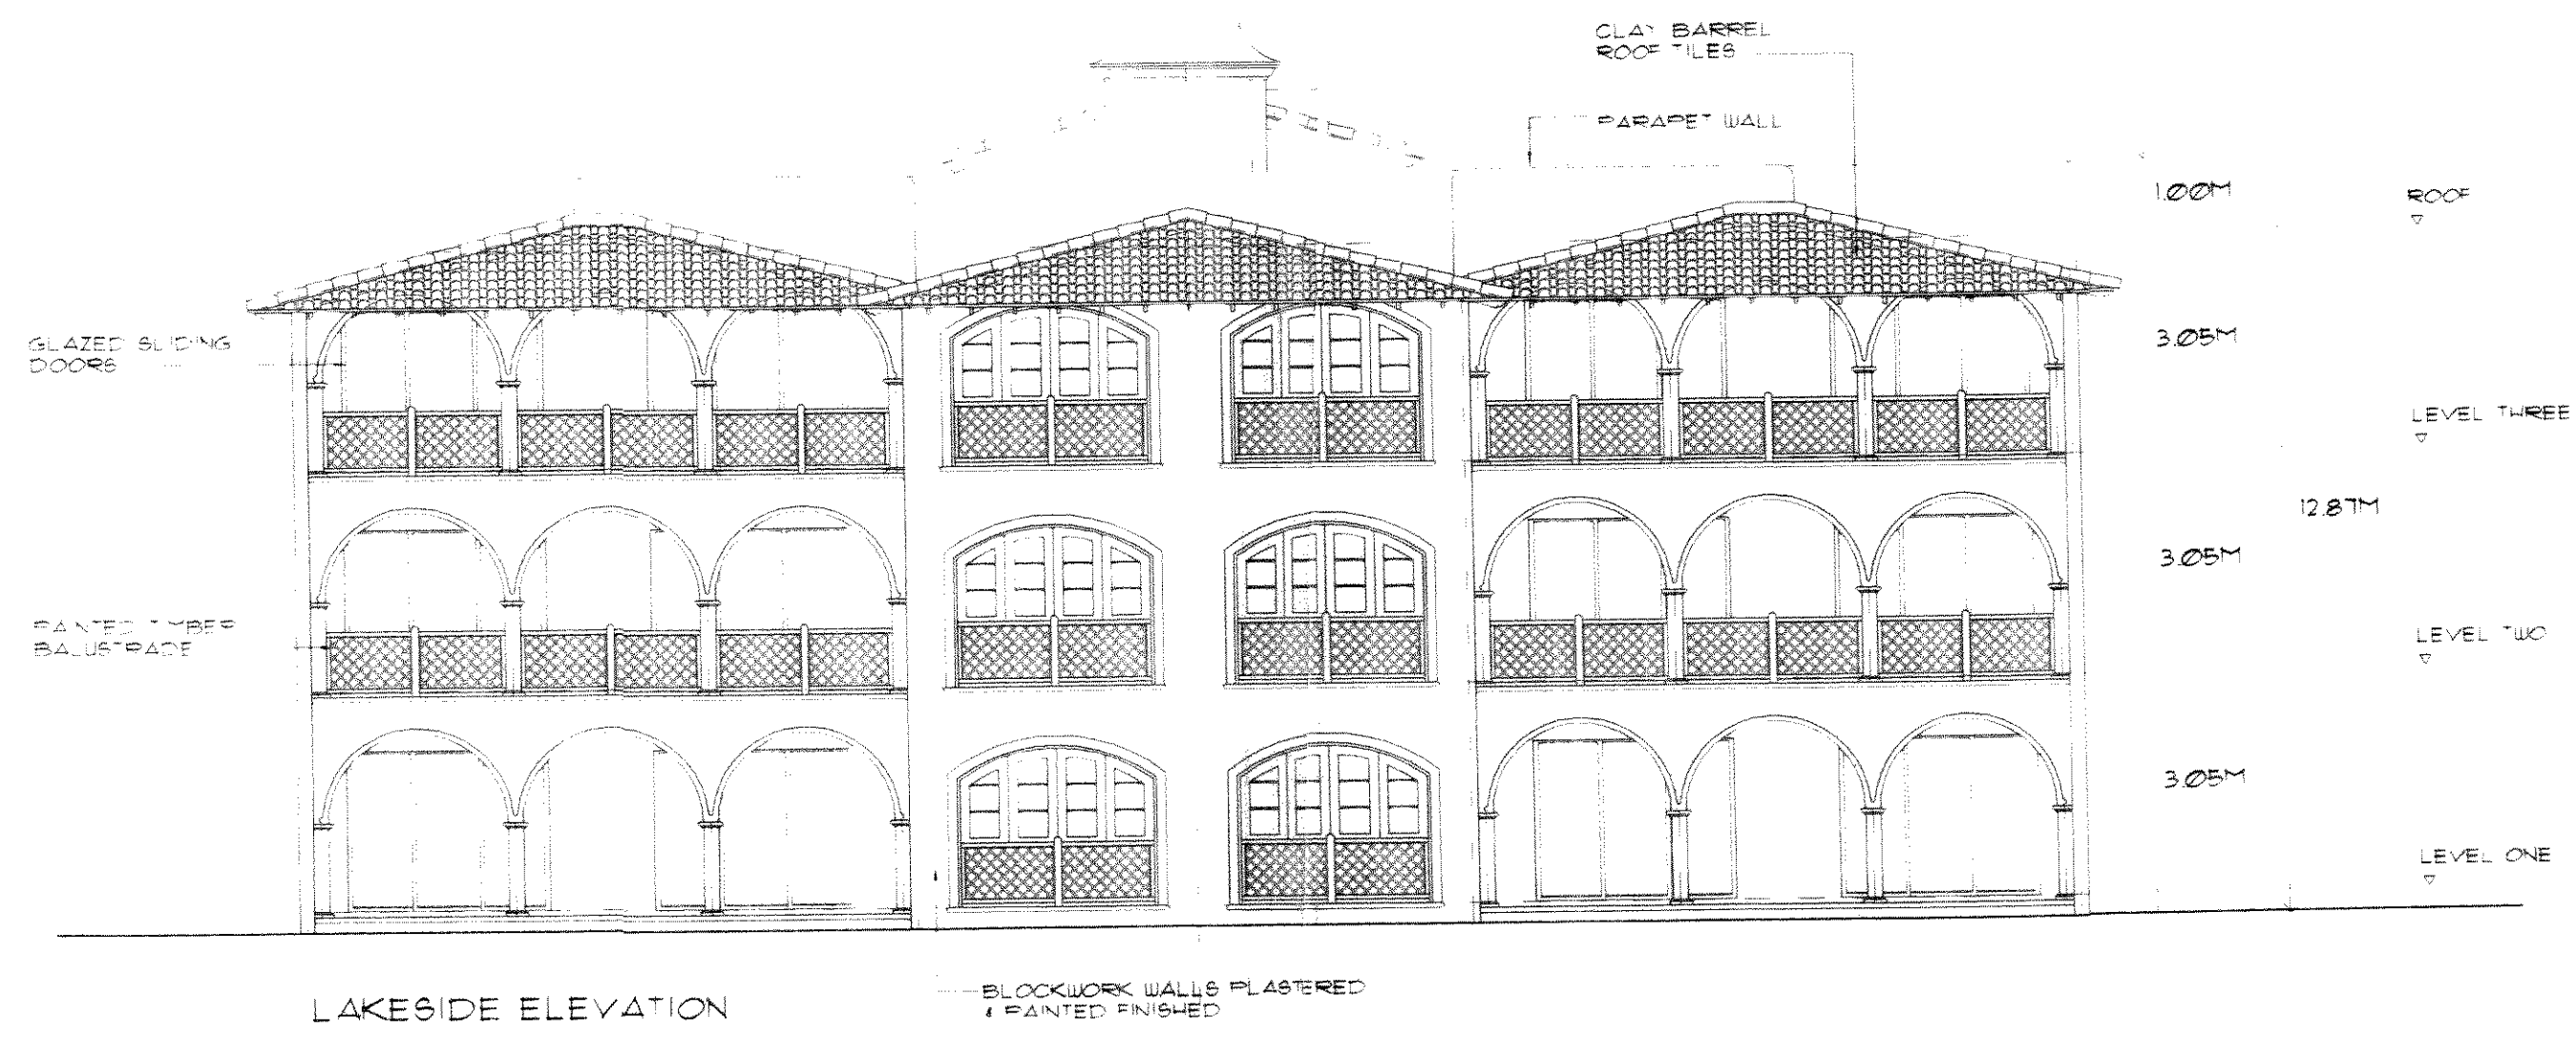 CLAY BARREL
ROOF TILES
PARAPET WALL
1.00M
ROOF
GLAZED SLIDING
DOORS
3.05M
LEVEL THREE
12.87M
3.05M
PAINTED TIMBER
BALUSTRADE
LEVEL TWO
3.05M
LEVEL ONE
BLOCKWORK WALLS PLASTERED
& PAINTED FINISHED
LAKESIDE ELEVATION